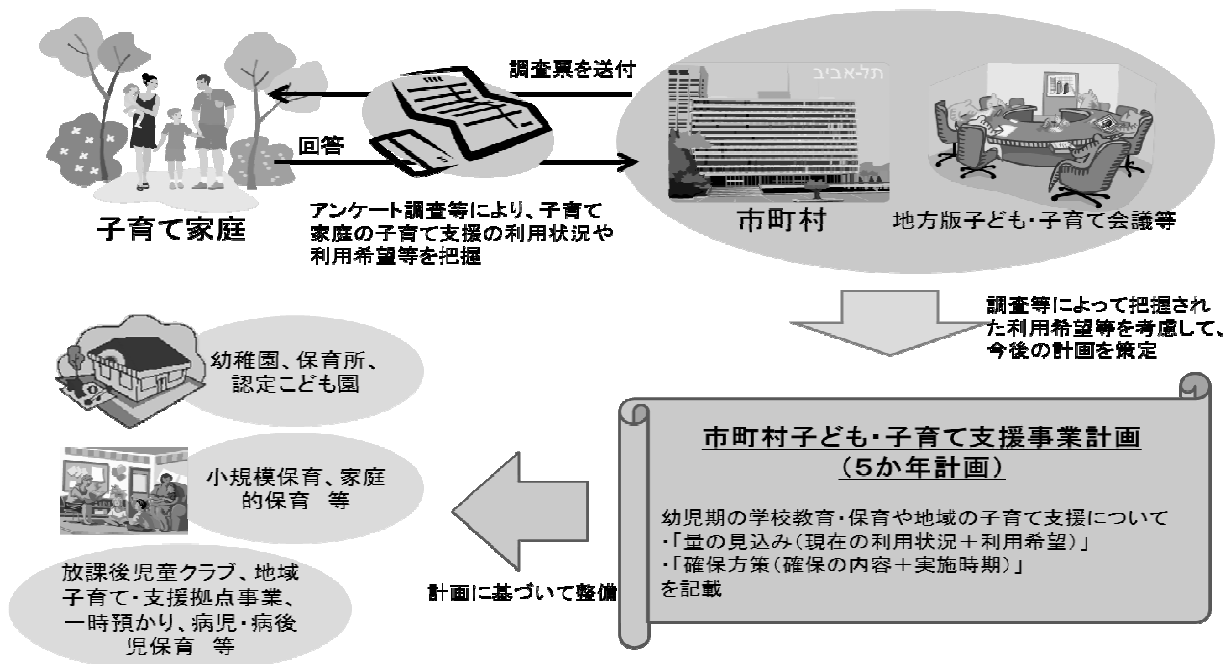 調査票を送付
回答
子育て家庭
アンケート調査等により、子育て
家庭の子育て支援の利用状況や
利用希望等を把握
תל-אביב
市町村
地方版子ども・子育て会議等
調査等によって把握され
た利用希望等を考慮して、
今後の計画を策定
市町村子ども・子育て支援事業計画
(5か年計画)
幼児期の学校教育・保育や地域の子育て支援について
・「量の見込み(現在の利用状況＋利用希望)」
・「確保方策(確保の内容＋実施時期)」
を記載
計画に基づいて整備
幼稚園、保育所、
認定こども園
小規模保育、家庭
的保育 等
放課後児童クラブ、地域
子育て・支援拠点事業、
一時預かり、病児・病後
児保育 等